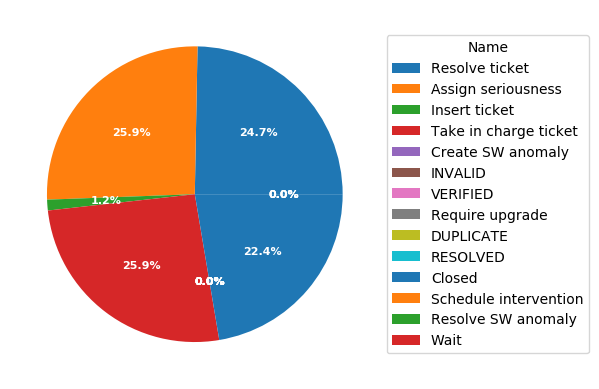 Name
Resolve ticket
Assign seriousness
Insert ticket
Take in charge ticket
Create SW anomaly
INVALID
VERIFIED
Require upgrade
DUPLICATE
RESOLVED
Closed
Schedule intervention
Resolve SW anomaly
Wait
25.9%
24.7%
0.0%
1.2%
22.4%
25.9%
0.0%